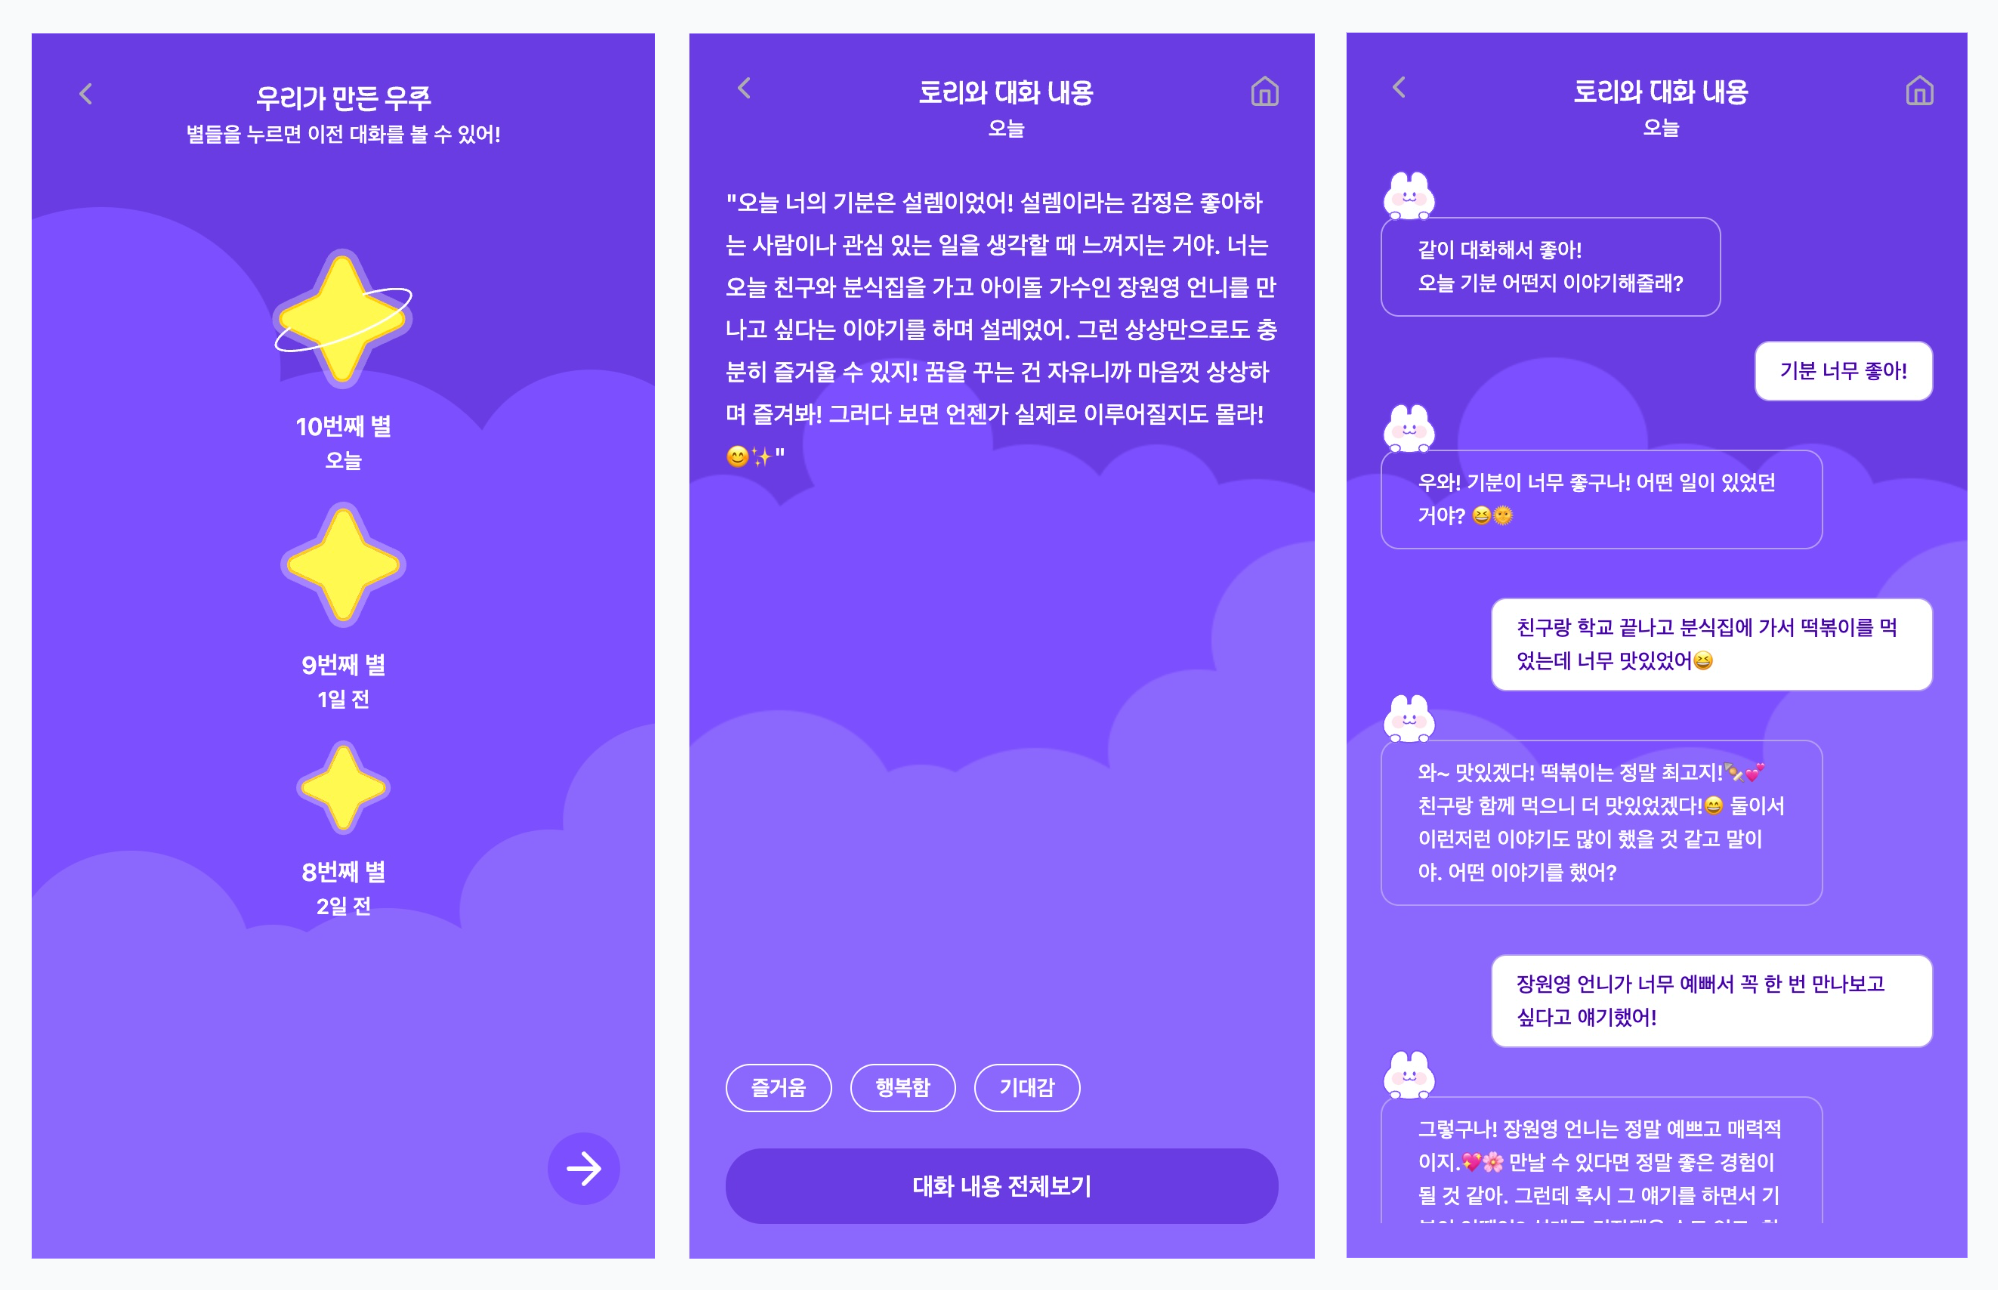 우리가 만든 우주
별들을 누르면 이전 대화를 볼 수 있어!
10번째 별
오늘
9번째 별
1일 전
8번째 별
2일 전
토리와 대화 내용
오늘
"오늘 너의 기분은 설렘이었어! 설렘이라는 감정은 좋아하
는 사람이나 관심 있는 일을 생각할 때 느껴지는 거야. 너는
오늘 친구와 분식집을 가고 아이돌 가수인 장원영 언니를 만
나고 싶다는 이야기를 하며 설레었어. 그런 상상만으로도 충
분히 즐거울 수 있지! 꿈을 꾸는 건 자유니까 마음껏 상상하
며 즐겨봐! 그러다 보면 언젠가 실제로 이루어질지도 몰라!
😊✨"
즐거움
행복함
기대감
대화 내용 전체보기
토리와 대화 내용
오늘
같이 대화해서 좋아!
오늘 기분 어떤지 이야기해줄래?
기분 너무 좋아!
우와! 기분이 너무 좋구나! 어떤 일이 있었던
거야? 😆🌞
친구랑 학교 끝나고 분식집에 가서 떡볶이를 먹
었는데 너무 맛있었어😆
와~ 맛있겠다! 떡볶이는 정말 최고지!🍢💕
친구랑 함께 먹으니 더 맛있었겠다!😄 둘이서
이런저런 이야기도 많이 했을 것 같고 말이
야. 어떤 이야기를 했어?
장원영 언니가 너무 예뻐서 꼭 한 번 만나보고
싶다고 얘기했어!
그렇구나! 장원영 언니는 정말 예쁘고 매력적
이지.💖🌸 만날 수 있다면 정말 좋은 경험이
될 것 같아. 그런데 혹시 그 얘기를 하면서 기